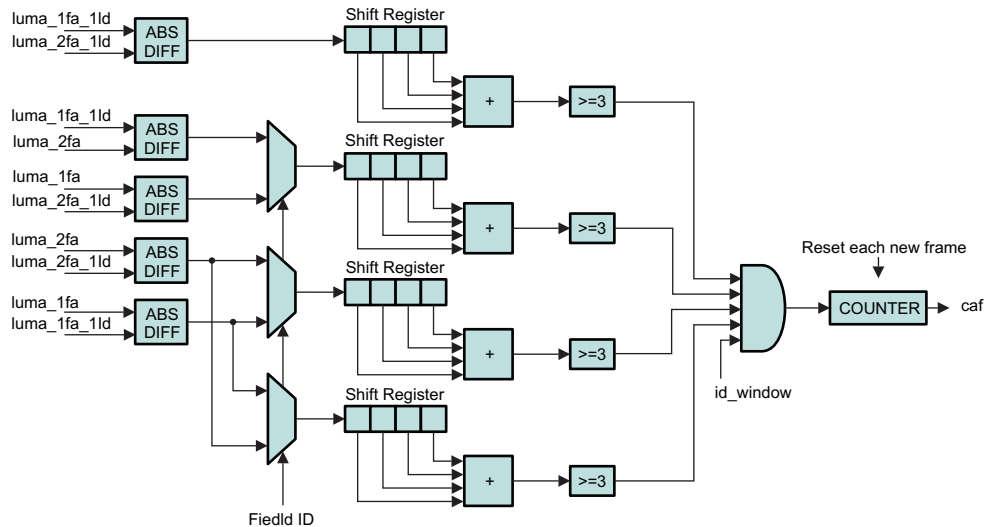 luma_1fa_1ld
luma_2fa_1ld
ABS
DIFF
Shift Register
+
>=3
luma_1fa_1ld
luma_2fa
ABS
DIFF
Shift Register
luma_1fa
luma_2fa_1ld
ABS
DIFF
+
>=3
luma_2fa
luma_2fa_1ld
ABS
DIFF
Shift Register
Reset each new frame
luma_1fa
luma_1fa_1ld
ABS
DIFF
COUNTER
caf
+
>=3
id_window
Shift Register
+
>=3
Fiedld ID